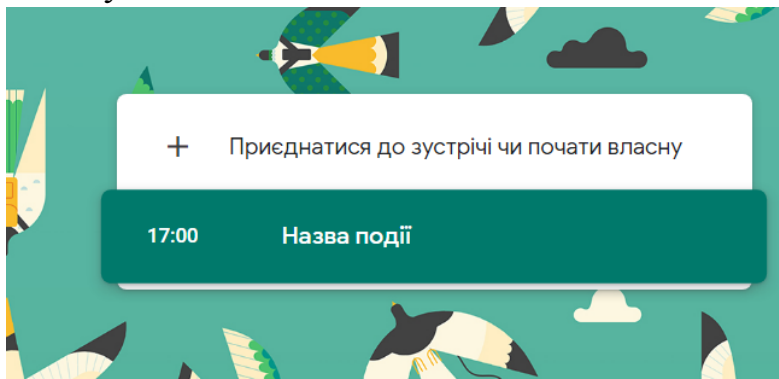 + Приєднатися до зустрічі чи почати власну
17:00 Назва події